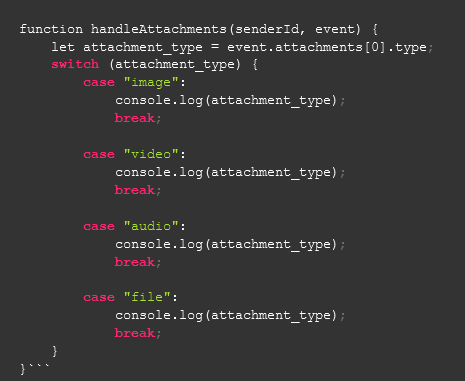 function handleAttachments(senderId, event) {
    let attachment_type = event.attachments[0].type;
    switch (attachment_type) {
        case "image":
            console.log(attachment_type);
            break;
        case "video":
            console.log(attachment_type);
            break;
        case "audio":
            console.log(attachment_type);
            break;
        case "file":
            console.log(attachment_type);
            break;
    }
}```